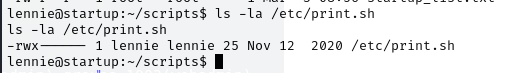 lennie@startup:~/scripts$ ls -la /etc/print.sh
ls -la /etc/print.sh
-rwx------ 1 lennie lennie 25 Nov 12  2020 /etc/print.sh
lennie@startup:~/scripts$